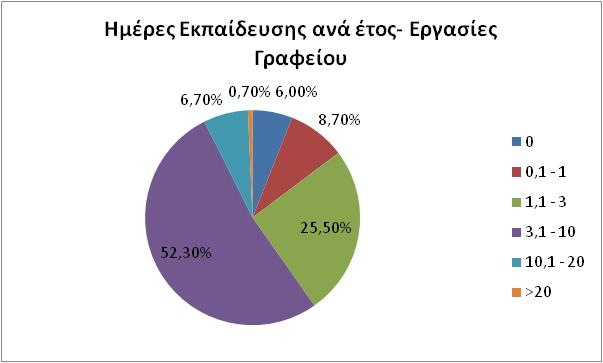 Ημέρες Εκπαίδευσης ανά έτος- Εργασίες
Γραφείου
6,70%
0,70%
6,00%
8,70%
25,50%
52,30%
0
0,1 - 1
1,1 - 3
3,1 - 10
10,1 - 20
>20